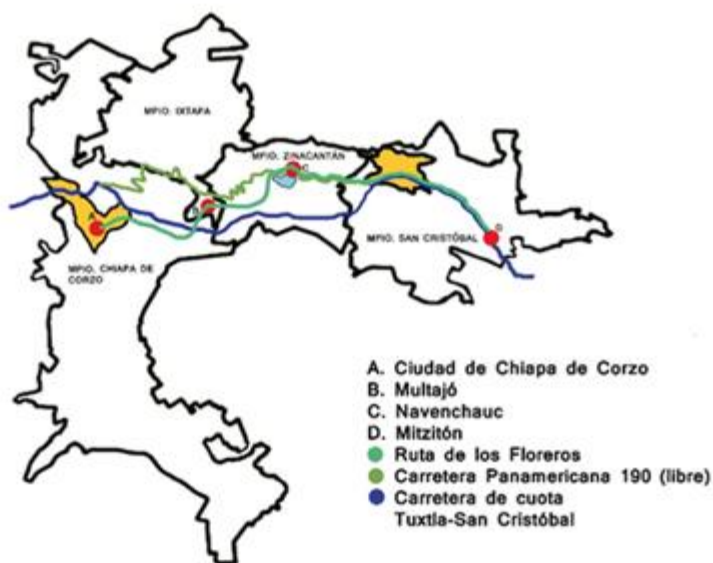 MPIO. IXTAPA
MPIO. ZINACANTÁN
C
A
D
MPIO. SAN CRISTÓBAL
MPIO. CHIAPA DE
CORZO
A. Ciudad de Chiapa de Corzo
B. Multajó
C. Navenchauc
D. Mitzitón
Ruta de los Floreros
Carretera Panamericana 190 (libre)
Carretera de cuota
Tuxtla-San Cristóbal